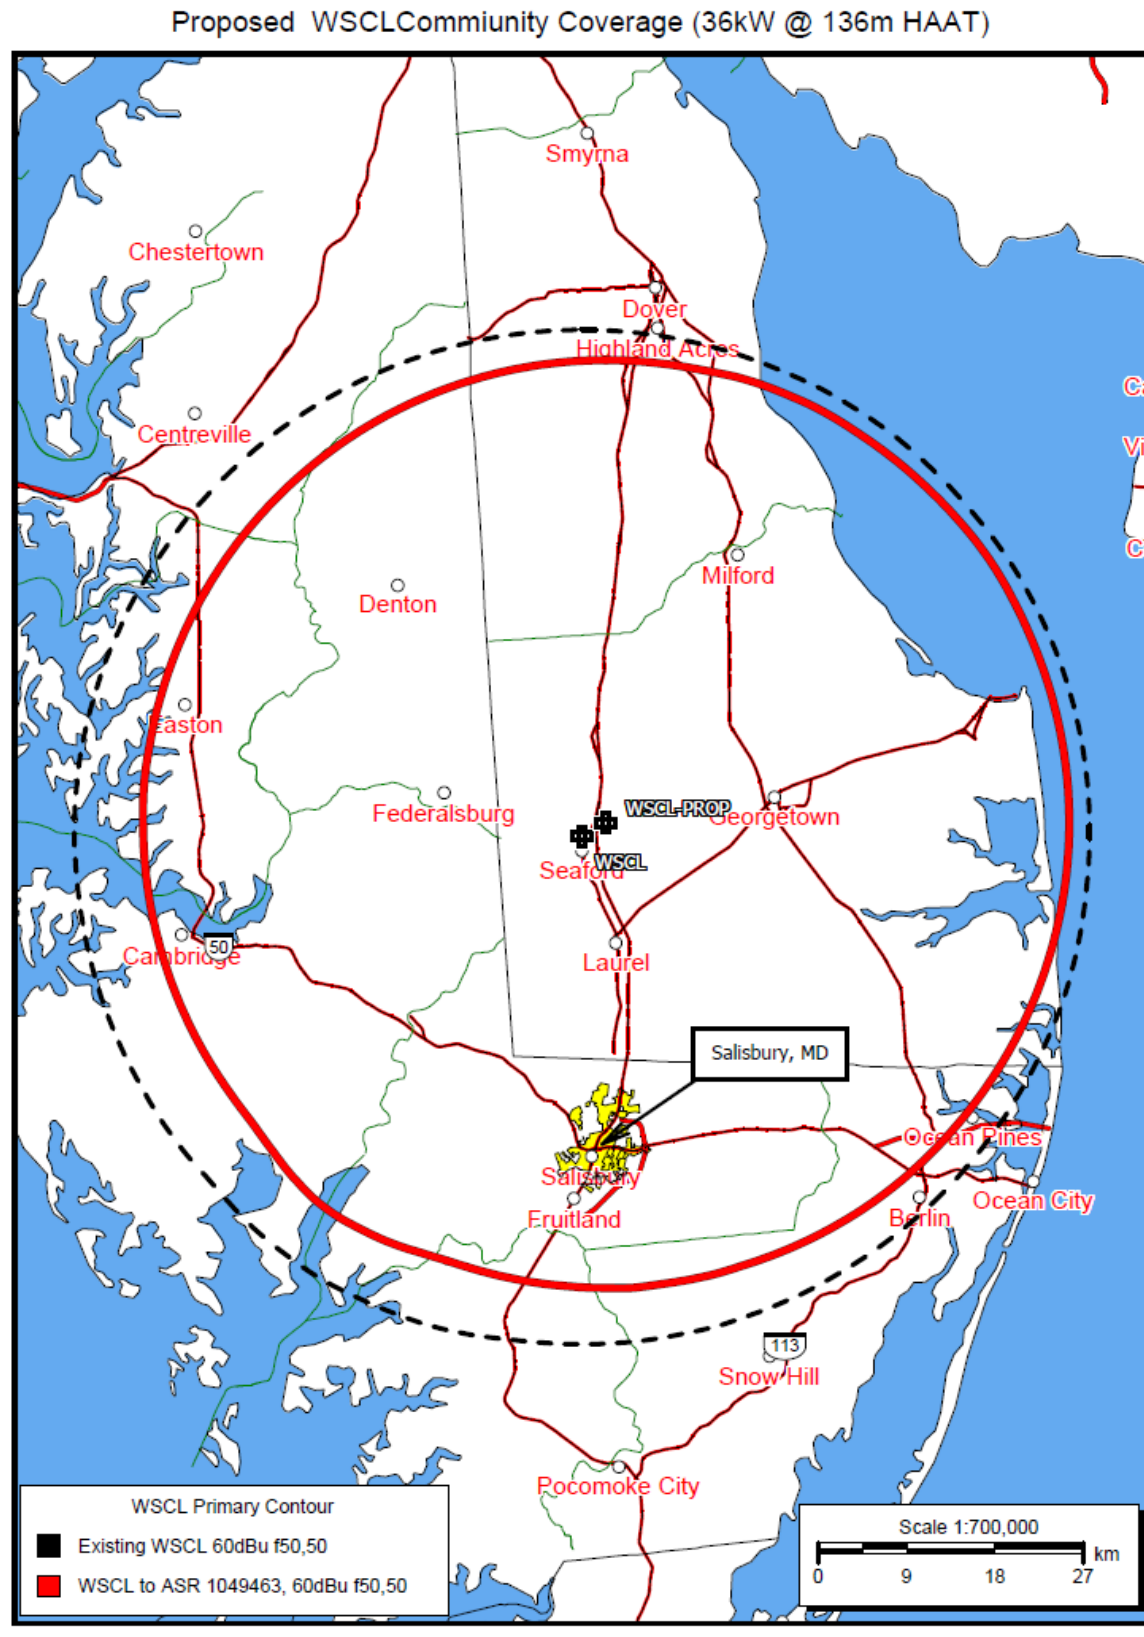 Proposed WSCLCommiunity Coverage (36kW @ 136m HAAT)
Smyrna
Chestertown
Dover
Highland Acres
Centreville
Milford
Denton
Easton
WSCL-PROP
Federalsburg
Georgetown
WSCL
Seaford
50
Cambridge
Laurel
Salisbury, MD
Ocean Pines
Salisbury
Ocean City
Fruitland
Berlin
113
Snow Hill
Pocomoke City
WSCL Primary Contour
Existing WSCL 60dBu f50,50
WSCL to ASR 1049463, 60dBu f50,50
Scale 1:700,000
km
0 9 18 27